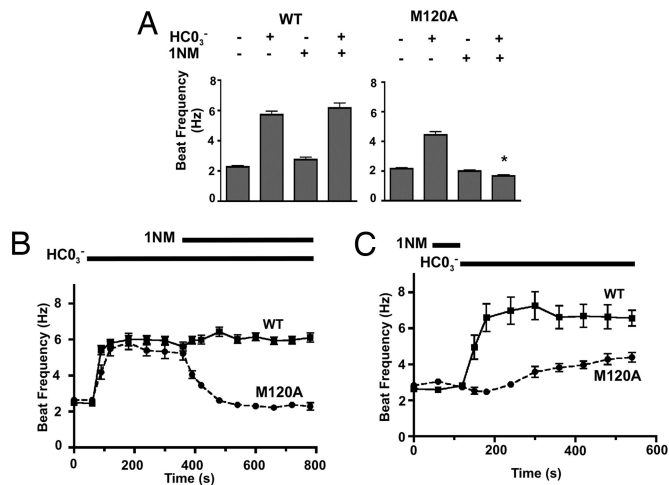 A
WT
M120A
HC0₃⁻ - + - +
- + - +
1NM - - + +
- - + +
Beat Frequency (Hz)
8
6
4
2
0
8
6
4
2
0
*
B
1NM
HC0₃⁻
Beat Frequency (Hz)
8
6
4
2
0
WT
M120A
0 200 400 600 800
Time (s)
C
1NM
HC0₃⁻
Beat Frequency (Hz)
8
6
4
2
0
WT
M120A
0 200 400 600
Time (s)